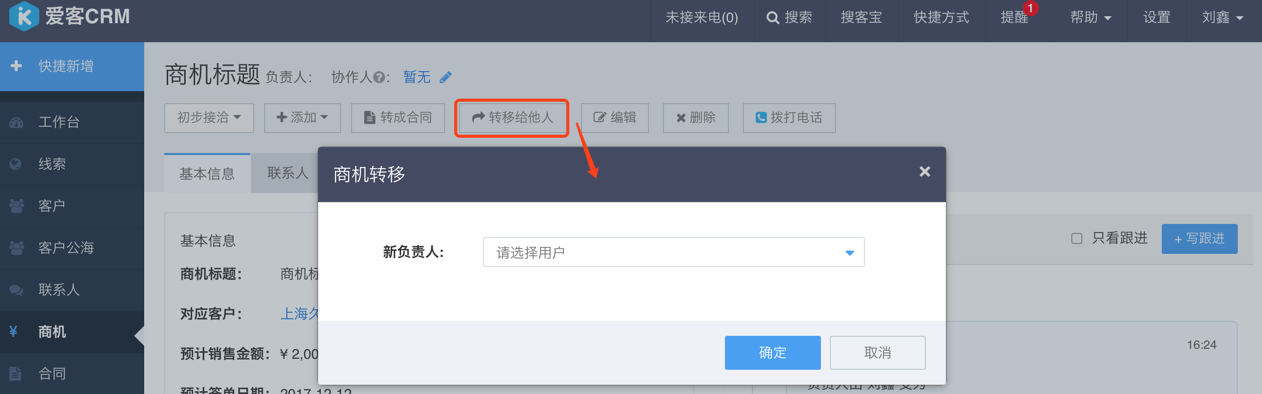 爱客CRM
未接来电(0) 搜索 搜客宝 快捷方式 提醒 1 帮助 设置 刘鑫
快捷新增
工作台
线索
客户
客户公海
联系人
¥ 商机
合同
商机标题 负责人： 协作人?： 暂无
初步接洽 添加 转成合同 转移给他人 编辑 删除 拨打电话
基本信息 联系人
商机转移 ×
新负责人： 请选择用户
确定 取消
基本信息
商机标题： 商机标
对应客户： 上海久
预计销售金额： ¥ 2,00
预计签单日期： 2017-12-12
只看跟进 + 写跟进
16:24
负责人由 刘鑫 变为